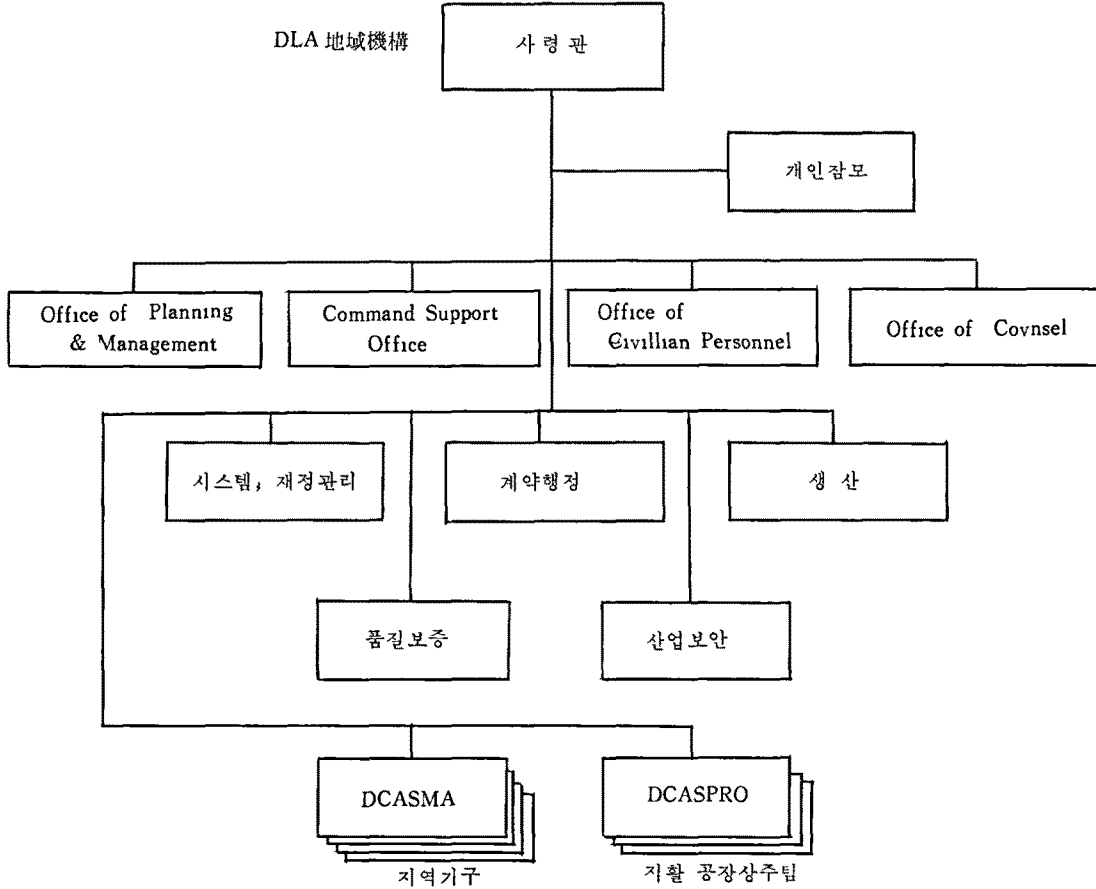 DLA 地域機構
사령관
개인참모
Office of Planning
& Management
Command Support
Office
Office of
Civillian Personnel
Office of Covnsel
시스템, 재정관리
계약행정
생 산
품질보증
산업보안
DCASMA
DCASPRO
지역기구
지활 공장상주팀